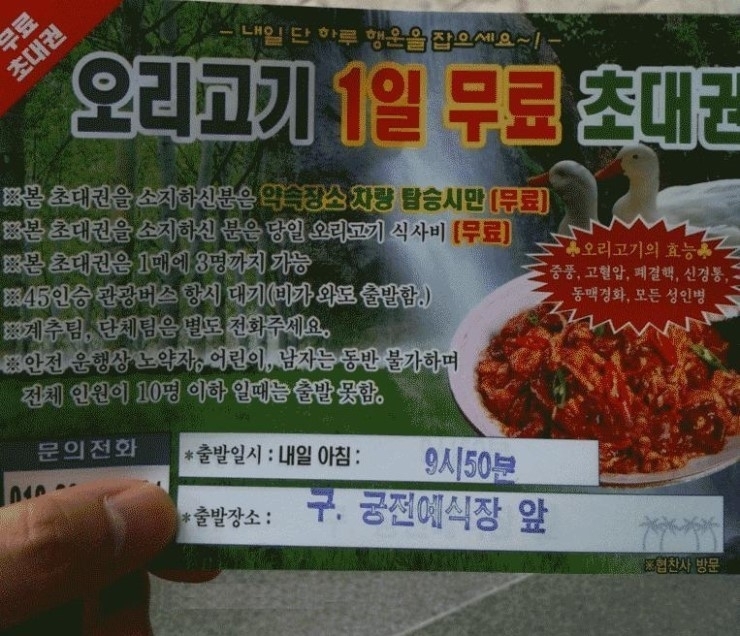 무료
초대권
- 내일 단 하루 행운을 잡으세요~! -
오리고기 1일 무료 초대권
※본 초대권을 소지하신분은 약속장소 차량 탑승시만 (무료)
※본 초대권을 소지하신 분은 당일 오리고기 식사비 (무료)
※본 초대권은 1매에 3명까지 가능
※45인승 관광버스 항시 대기(비가 와도 출발함.)
※계추팀, 단체팀은 별도 전화주세요.
※안전 운행상 노약자, 어린이, 남자는 동반 불가하며
전체 인원이 10명 이하 일때는 출발 못함.
♣오리고기의 효능♣
중풍, 고혈압, 폐결핵, 신경통,
동맥경화, 모든 성인병
문의전화
*출발일시 : 내일 아침 : 9시50분
*출발장소 : 구. 궁전예식장 앞
※협찬사 방문